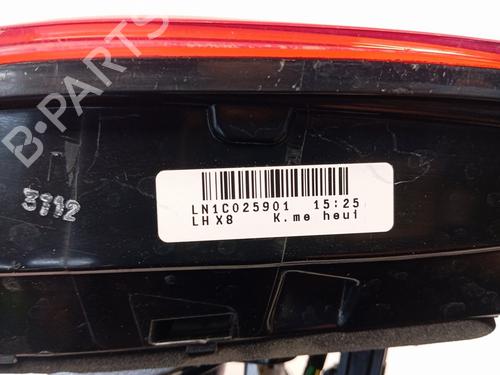 B-PARTS
3112
LN1C025901 15:25
LH X8 K.me heui